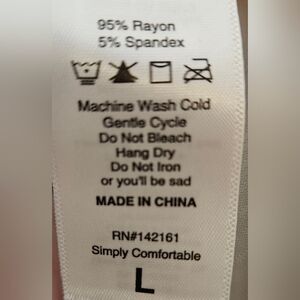 95% Rayon
5% Spandex
Machine Wash Cold
Gentle Cycle
Do Not Bleach
Hang Dry
Do Not Iron
or you'll be sad
MADE IN CHINA
RN#142161
Simply Comfortable
L